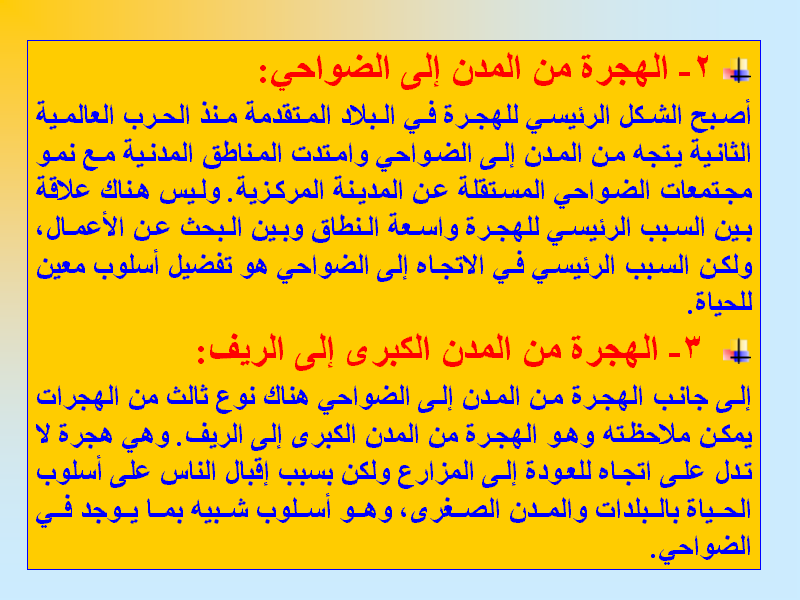 ٢- الهجرة من المدن إلى الضواحي:
أصبح الشكل الرئيسي للهجرة في البلاد المتقدمة منذ الحرب العالمية
الثانية يتجه من المدن إلى الضواحي وامتدت المناطق المدنية مع نمو
مجتمعات الضواحي المستقلة عن المدينة المركزية. وليس هناك علاقة
بين السبب الرئيسي للهجرة واسعة النطاق وبين البحث عن الأعمال،
ولكن السبب الرئيسي في الاتجاه إلى الضواحي هو تفضيل أسلوب معين
للحياة.
٣- الهجرة من المدن الكبرى إلى الريف:
إلى جانب الهجرة من المدن إلى الضواحي هناك نوع ثالث من الهجرات
يمكن ملاحظته وهو الهجرة من المدن الكبرى إلى الريف. وهي هجرة لا
تدل على اتجاه للعودة إلى المزارع ولكن بسبب إقبال الناس على أسلوب
الحياة بالبلدات والمدن الصغرى، وهو أسلوب شبيه بما يوجد في
الضواحي.